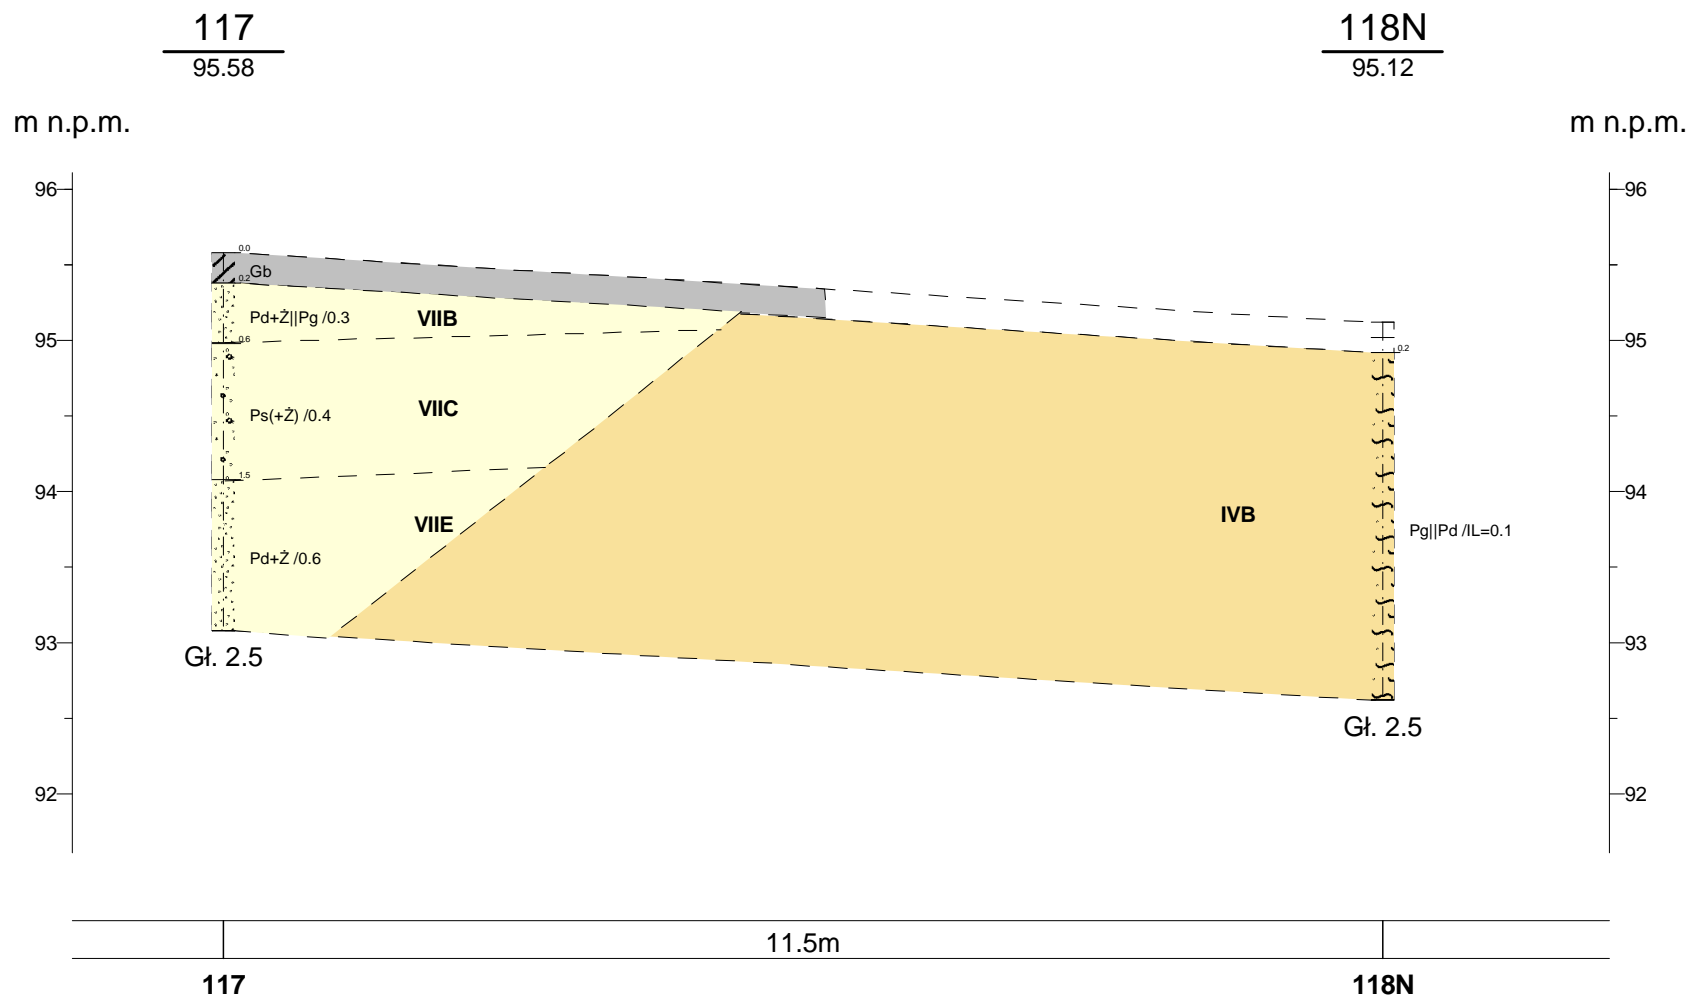 117
95.58
118N
95.12
m n.p.m.
m n.p.m.
96
96
0.0
Gb
0.2
Pd+Ż||Pg /0.3
VIIB
95
0.6
95
0.2
Ps(+Ż) /0.4
VIIC
1.5
94
94
VIIE
IVB
Pg||Pd /IL=0.1
Pd+Ż /0.6
93
93
Gł. 2.5
Gł. 2.5
92
92
11.5m
117
118N